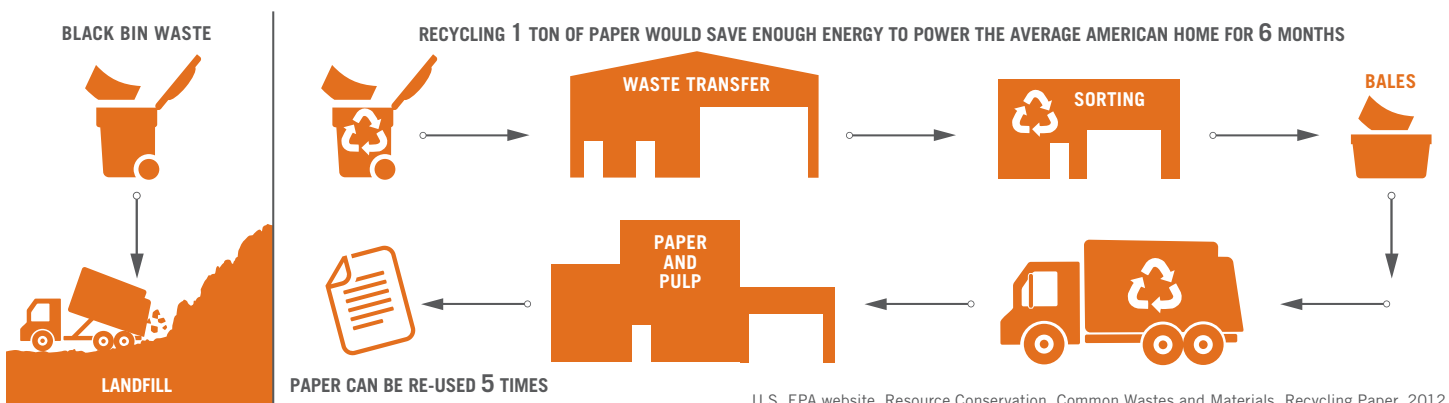 BLACK BIN WASTE
RECYCLING 1 TON OF PAPER WOULD SAVE ENOUGH ENERGY TO POWER THE AVERAGE AMERICAN HOME FOR 6 MONTHS
WASTE TRANSFER
SORTING
BALES
PAPER
AND
PULP
LANDFILL
PAPER CAN BE RE-USED 5 TIMES
U.S. EPA website, Resource Conservation, Common Wastes and Materials, Recycling Paper, 2012